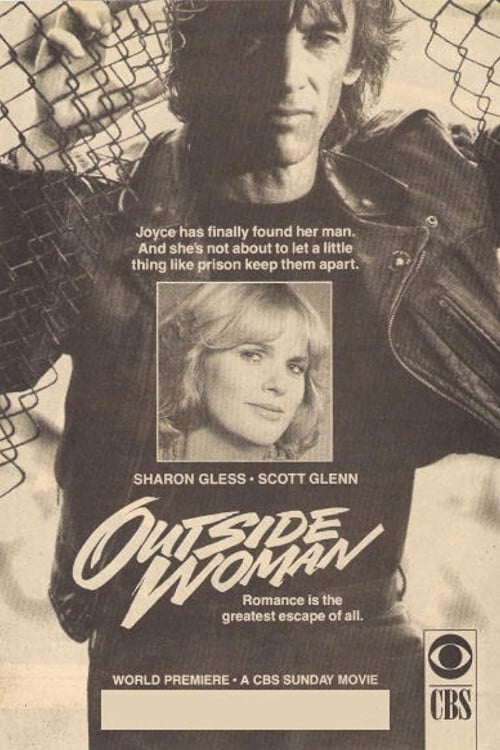 Joyce has finally found her man.
And she's not about to let a little
thing like prison keep them apart.
SHARON GLESS • SCOTT GLENN
OUTSIDE
WOMAN
Romance is the
greatest escape of all.
WORLD PREMIERE • A CBS SUNDAY MOVIE
CBS